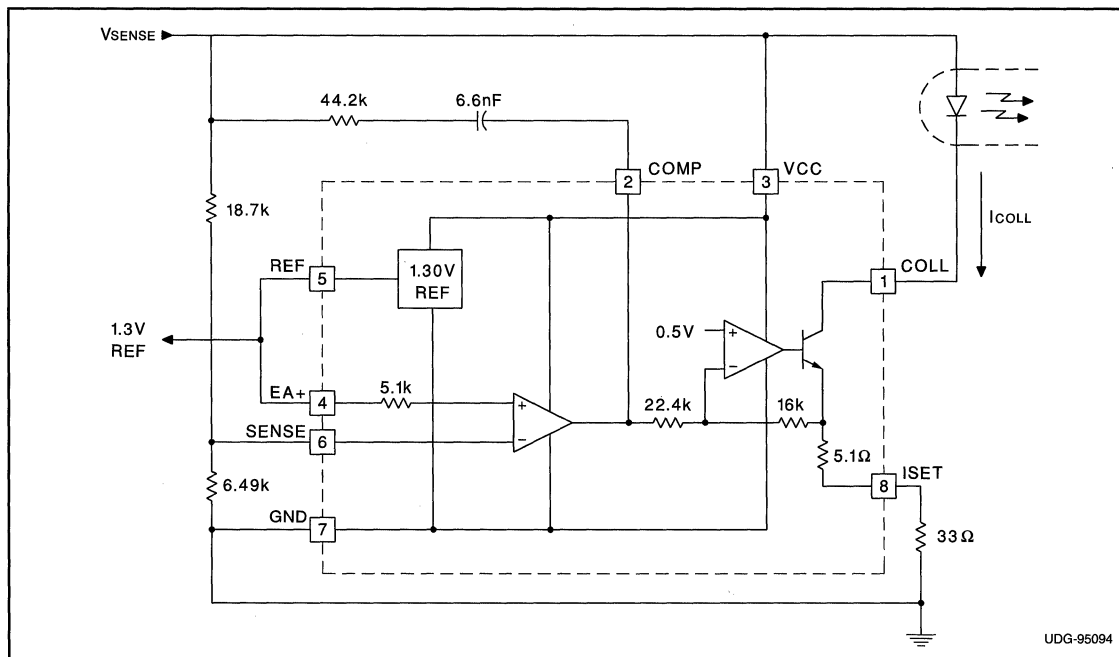 VSENSE
44.2k
6.6nF
2
COMP
3
VCC
18.7k
ICOLL
REF
5
1.30V
REF
1
COLL
1.3V
REF
0.5V
+
−
EA+
4
5.1k
+
−
22.4k
16k
SENSE
6
5.1Ω
8
ISET
6.49k
GND
7
33Ω
UDG-95094